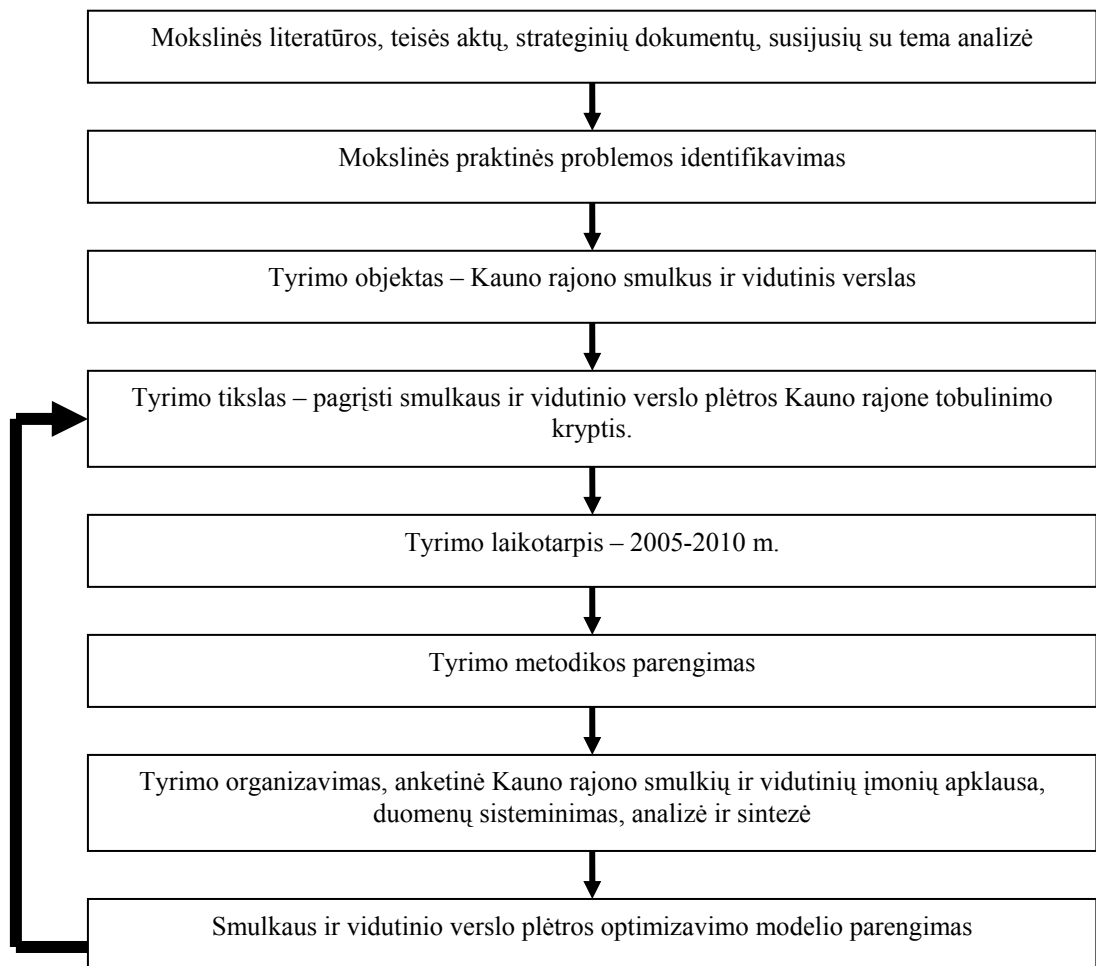 Mokslinės literatūros, teisės aktų, strateginių dokumentų, susijusių su tema analizė
Mokslinės praktinės problemos identifikavimas
Tyrimo objektas – Kauno rajono smulkus ir vidutinis verslas
Tyrimo tikslas – pagrįsti smulkaus ir vidutinio verslo plėtros Kauno rajone tobulinimo
kryptis.
Tyrimo laikotarpis – 2005-2010 m.
Tyrimo metodikos parengimas
Tyrimo organizavimas, anketinė Kauno rajono smulkių ir vidutinių įmonių apklausa,
duomenų sisteminimas, analizė ir sintezė
Smulkaus ir vidutinio verslo plėtros optimizavimo modelio parengimas